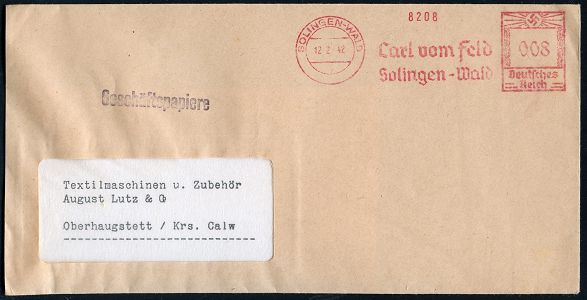 8208
SOLINGEN-WALD
12.2.42
Carl vom Feld
Solingen-Wald
008
Deutsches
Reich
Geschäftspapiere
Textilmaschinen u. Zubehör
August Lutz & G
Oberhaugstett / Krs. Calw